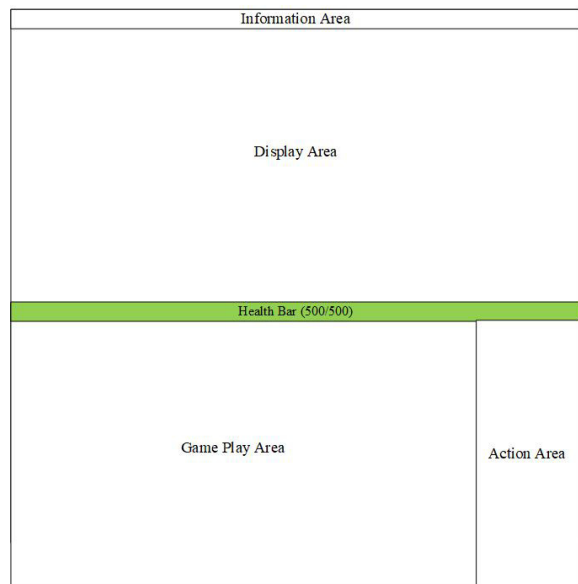 Information Area
Display Area
Health Bar (500/500)
Game Play Area
Action Area